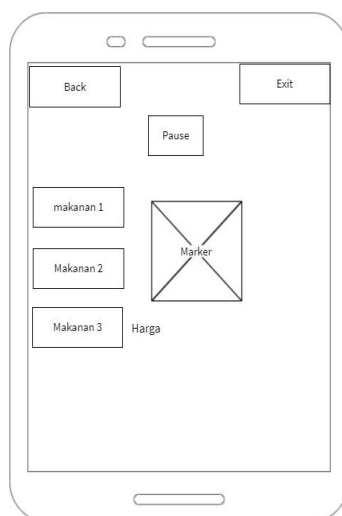 Back
Exit
Pause
makanan 1
Marker
Makanan 2
Makanan 3
Harga